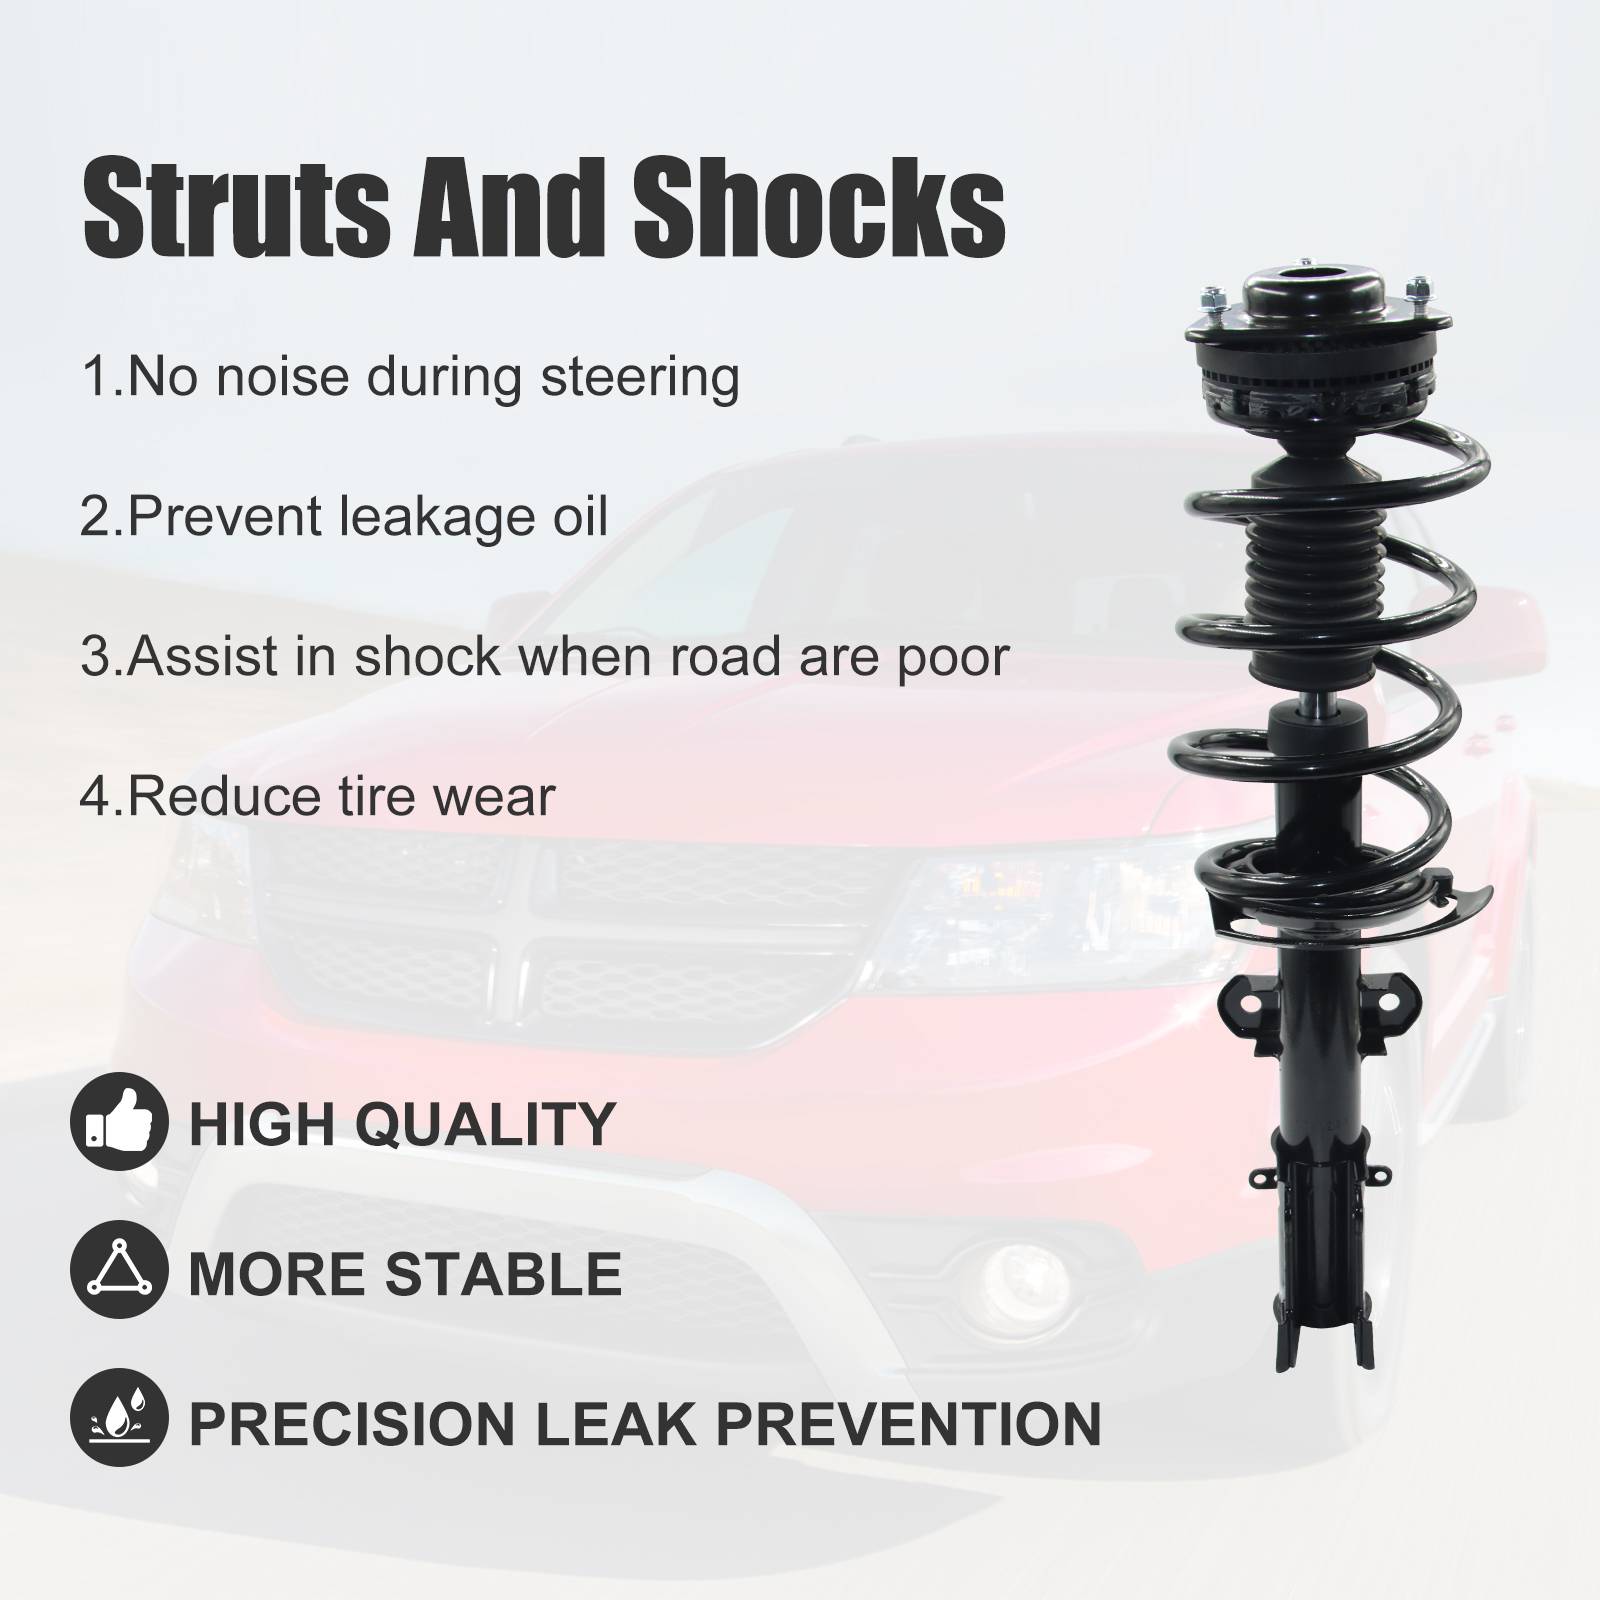 Struts And Shocks
1.No noise during steering
2.Prevent leakage oil
3.Assist in shock when road are poor
4.Reduce tire wear
HIGH QUALITY
MORE STABLE
PRECISION LEAK PREVENTION